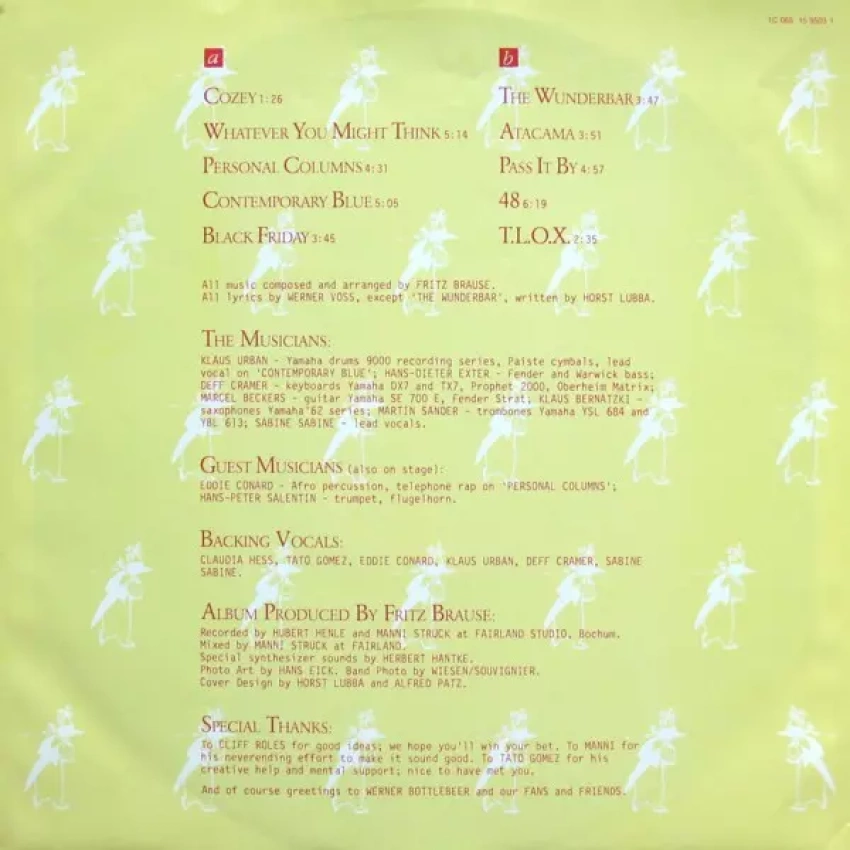 a
COZEY 1:26
WHATEVER YOU MIGHT THINK 5:14
PERSONAL COLUMNS 4:31
CONTEMPORARY BLUE 5:05
BLACK FRIDAY 3:45
b
THE WUNDERBAR 3:47
ATACAMA 3:51
PASS IT BY 4:57
48 6:19
T.L.O.X. 2:35
All music composed and arranged by FRITZ BRAUSE.
All lyrics by WERNER VOSS, except 'THE WUNDERBAR', written by HORST LUBBA.
THE MUSICIANS:
KLAUS URBAN - Yamaha drums 9000 recording series, Paiste cymbals, lead
vocal on 'CONTEMPORARY BLUE'; HANS-DIETER EXTER - Fender and Warwick bass;
DEFF CRAMER - keyboards Yamaha DX7 and TX7, Prophet 2000, Oberheim Matrix;
MARCEL BECKERS - guitar Yamaha SE 700 E, Fender Strat; KLAUS BERNATZKI -
saxophones Yamaha'62 series; MARTIN SANDER - trombones Yamaha YSL 684 and
YBL 613; SABINE SABINE - lead vocals.
GUEST MUSICIANS (also on stage):
EDDIE CONARD - Afro percussion, telephone rap on 'PERSONAL COLUMNS';
HANS-PETER SALENTIN - trumpet, flugelhorn.
BACKING VOCALS:
CLAUDIA HESS, TATO GOMEZ, EDDIE CONARD, KLAUS URBAN, DEFF CRAMER, SABINE
SABINE.
ALBUM PRODUCED BY FRITZ BRAUSE:
Recorded by HUBERT HENLE and MANNI STRUCK at FAIRLAND STUDIO, Bochum.
Mixed by MANNI STRUCK at FAIRLAND.
Special synthesizer sounds by HERBERT HANTKE.
Photo Art by HANS EICK. Band Photo by WIESEN/SOUVIGNIER.
Cover Design by HORST LUBBA and ALFRED PATZ.
SPECIAL THANKS:
To CLIFF ROLES for good ideas; we hope you'll win your bet. To MANNI for
his neverending effort to make it sound good. To TATO GOMEZ for his
creative help and mental support; nice to have met you.
And of course greetings to WERNER BOTTLEBEER and our FANS and FRIENDS.